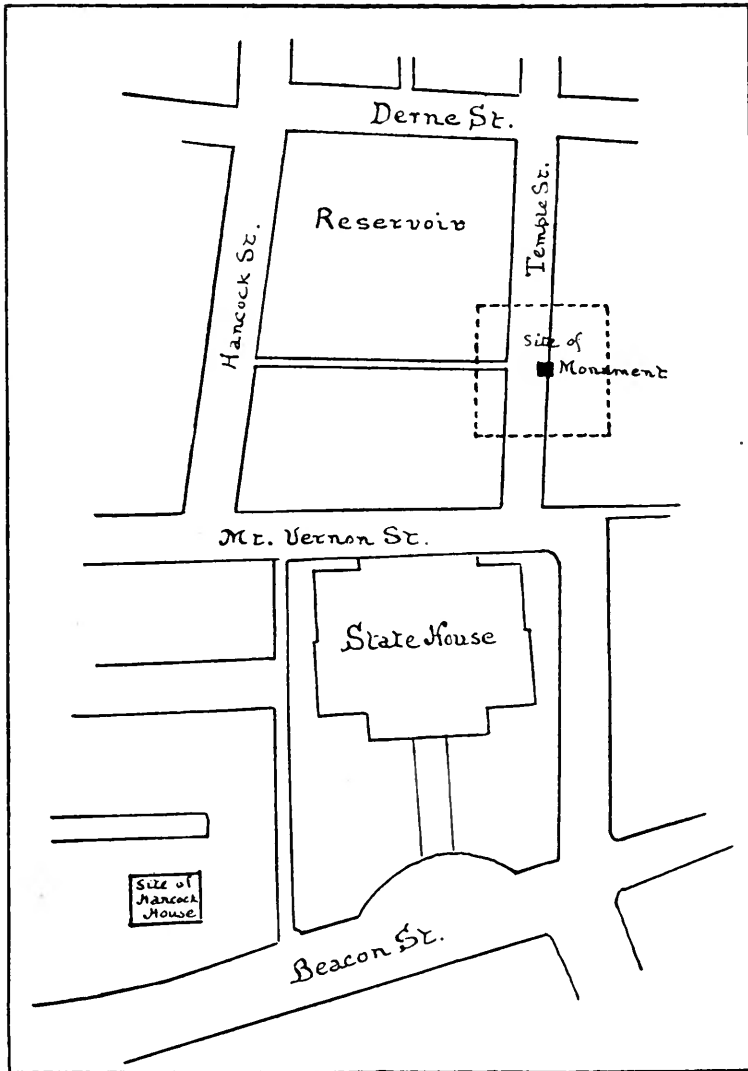 Derne St.
Reservoir
Temple St.
Hancock St.
Site of
Monument
Mt. Vernon St.
State House
Site of
Hancock
House
Beacon St.